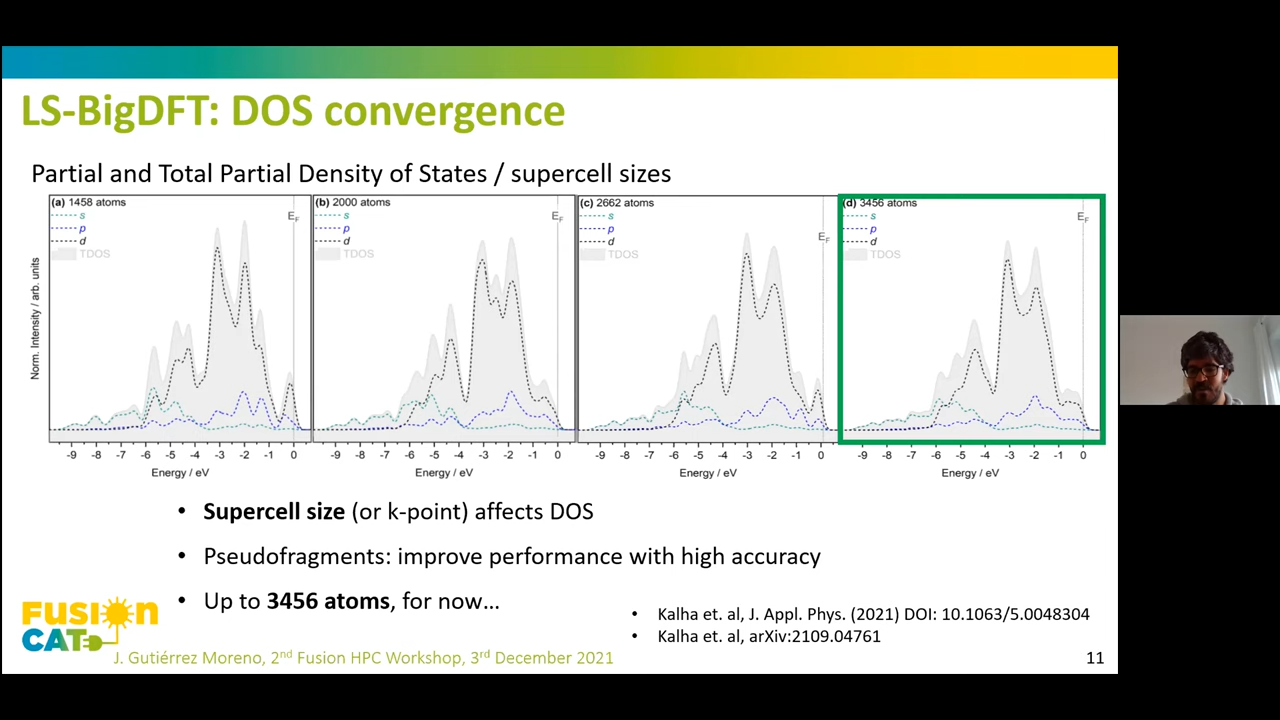 LS-BigDFT: DOS convergence
Partial and Total Partial Density of States / supercell sizes
(a) 1458 atoms
s
p
d
TDOS
EF
(b) 2000 atoms
s
p
d
TDOS
EF
(c) 2662 atoms
s
p
d
TDOS
EF
(d) 3456 atoms
s
p
d
TDOS
EF
Norm. Intensity / arb. units
-9 -8 -7 -6 -5 -4 -3 -2 -1 0
-9 -8 -7 -6 -5 -4 -3 -2 -1 0
-9 -8 -7 -6 -5 -4 -3 -2 -1 0
-9 -8 -7 -6 -5 -4 -3 -2 -1 0
Energy / eV
Energy / eV
Energy / eV
Energy / eV
• Supercell size (or k-point) affects DOS
• Pseudofragments: improve performance with high accuracy
• Up to 3456 atoms, for now...
• Kalha et. al, J. Appl. Phys. (2021) DOI: 10.1063/5.0048304
• Kalha et. al, arXiv:2109.04761
FUSION
CAT
J. Gutiérrez Moreno, 2nd Fusion HPC Workshop, 3rd December 2021
11